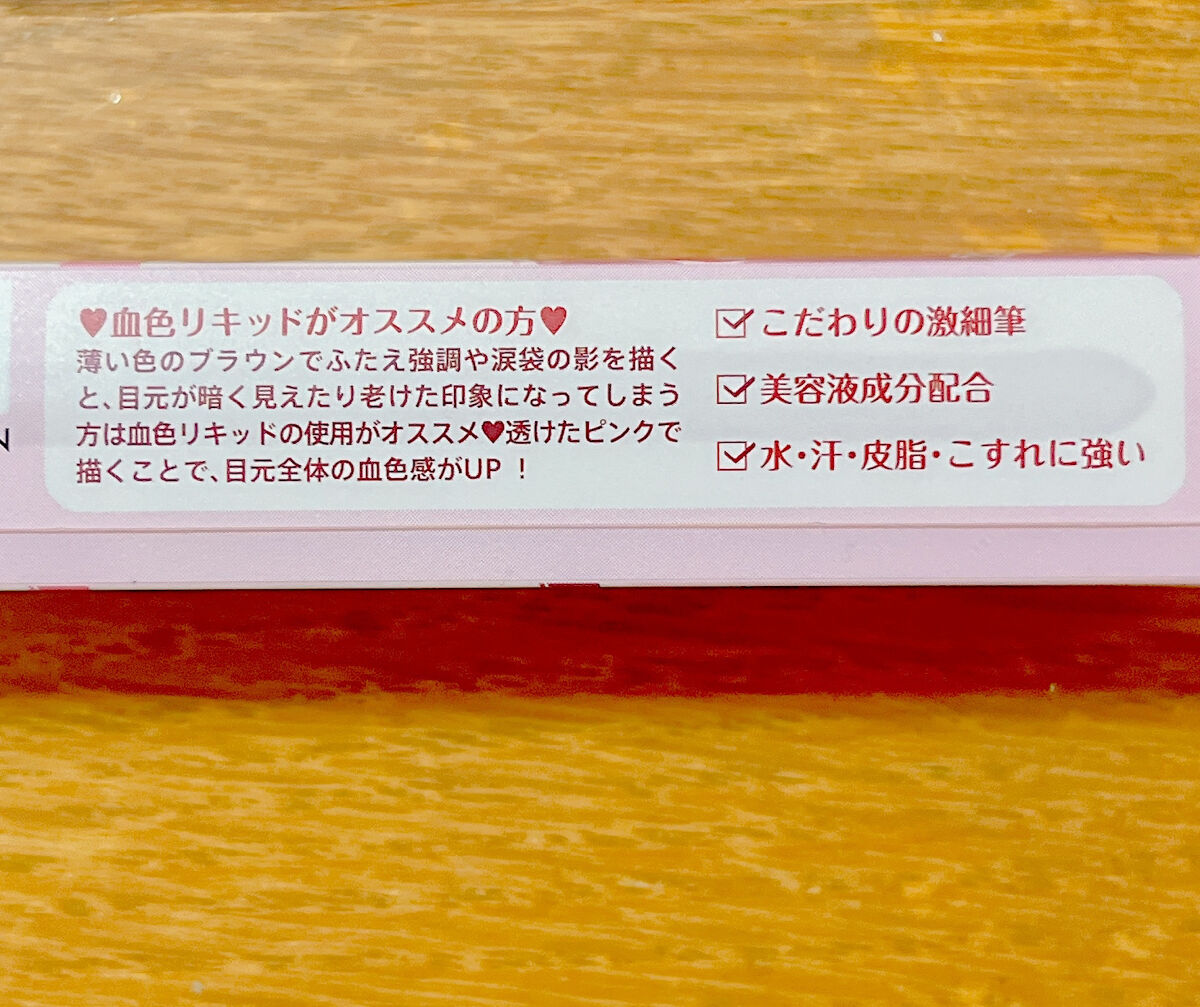 ♥血色リキッドがオススメの方♥
薄い色のブラウンでふたえ強調や涙袋の影を描く
と、目元が暗く見えたり老けた印象になってしまう
方は血色リキッドの使用がオススメ♥透けたピンクで
描くことで、目元全体の血色感がUP！
☑こだわりの激細筆
☑美容液成分配合
☑水・汗・皮脂・こすれに強い